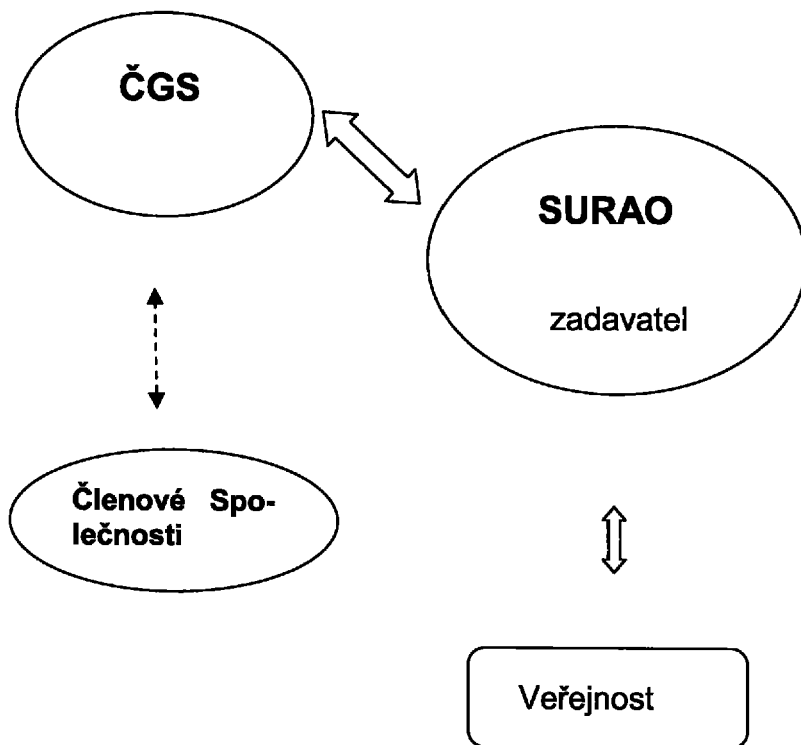 ČGS
SURAO
zadavatel
Členové Spo-
lečnosti
Veřejnost